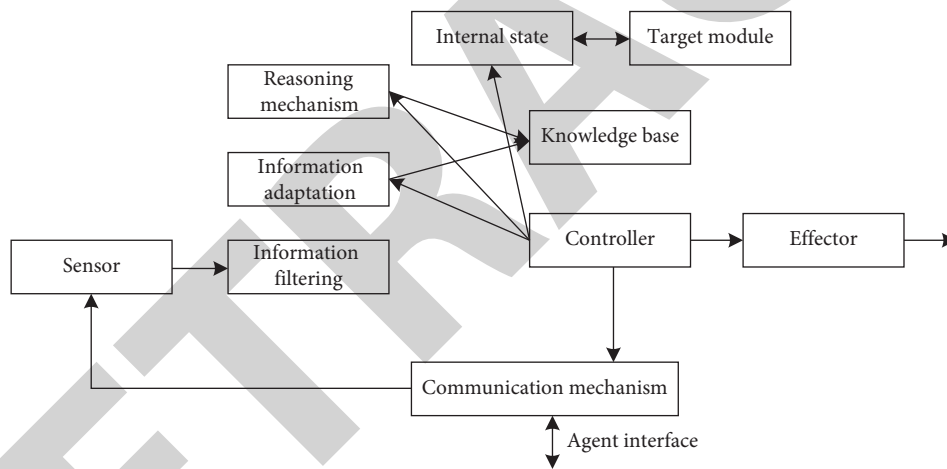 Internal state
Target module
Reasoning
mechanism
Knowledge base
Information
adaptation
Controller
Effector
Sensor
Information
filtering
Communication mechanism
Agent interface